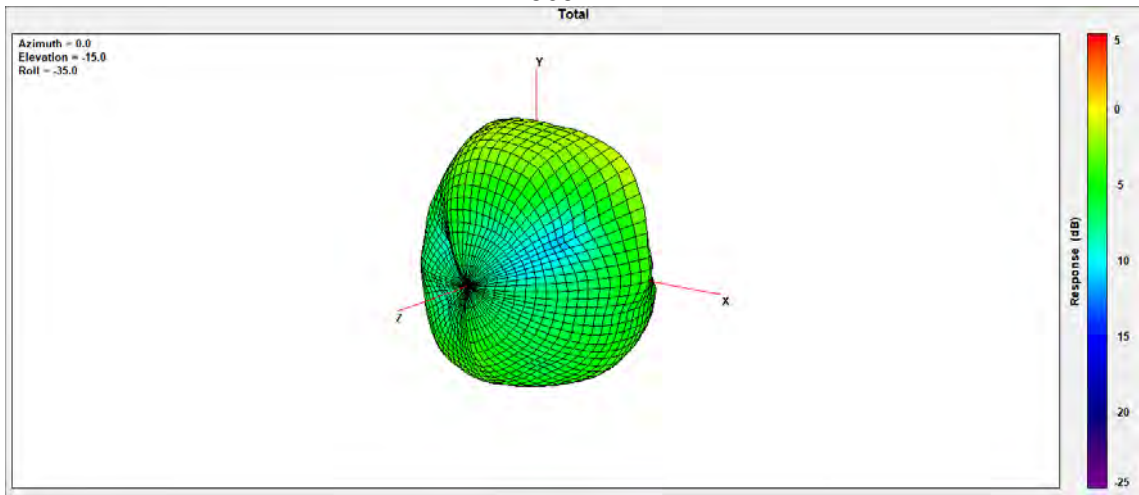 Total
Azimuth = 0.0
Elevation = -15.0
Roll = -35.0
Y
X
Z
5
0
-5
10
15
-20
-25
Response (dB)